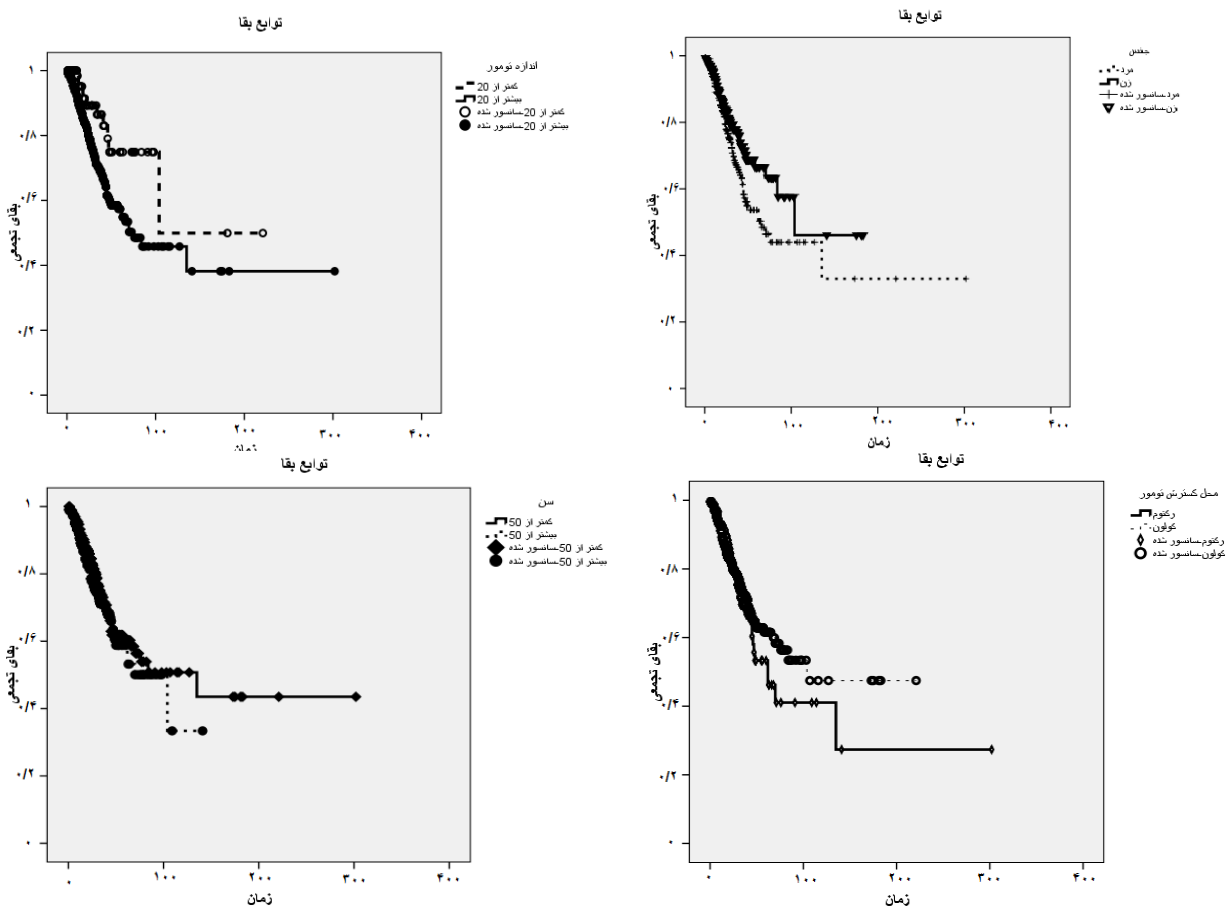 توابع بقا
اندازه تومور
کمتر از 20
بیشتر از 20
کمتر از 20-سانسور شده
بیشتر از 20-سانسور شده
بقای تجمعی
۱
۰/۸
۰/۶
۰/۴
۰/۲
۰
۰
۱۰۰
۲۰۰
۳۰۰
۴۰۰
زمان
توابع بقا
جنس
مرد
زن
مرد-سانسور شده
زن-سانسور شده
بقای تجمعی
۱
۰/۸
۰/۶
۰/۴
۰/۲
۰
۰
۱۰۰
۲۰۰
۳۰۰
۴۰۰
زمان
توابع بقا
سن
کمتر از 50
بیشتر از 50
کمتر از 50-سانسور شده
بیشتر از 50-سانسور شده
بقای تجمعی
۱
۰/۸
۰/۶
۰/۴
۰/۲
۰
۰
۱۰۰
۲۰۰
۳۰۰
۴۰۰
زمان
توابع بقا
محل گسترش تومور
رکتوم
کولون
رکتوم-سانسور شده
کولون-سانسور شده
بقای تجمعی
۱
۰/۸
۰/۶
۰/۴
۰/۲
۰
۰
۱۰۰
۲۰۰
۳۰۰
۴۰۰
زمان